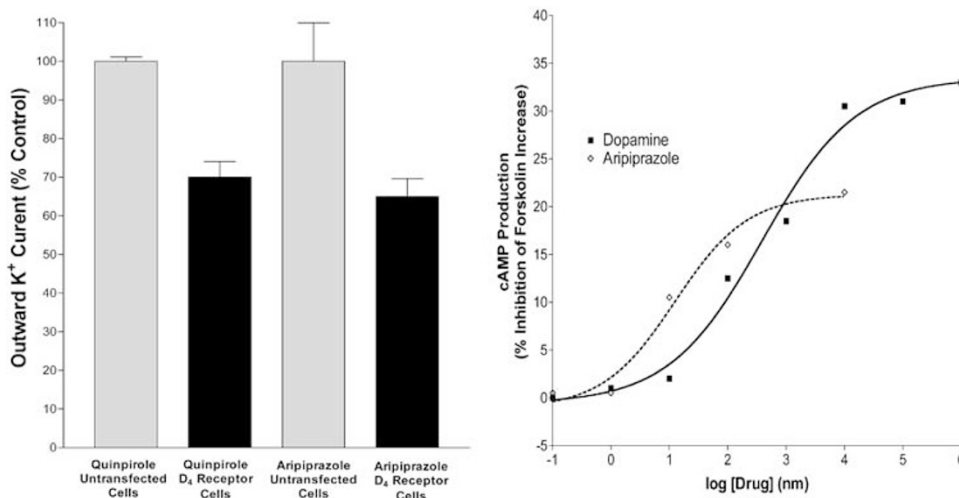 Outward K+ Curent (% Control)
110
100
90
80
70
60
50
40
30
20
10
0
Quinpirole
Untransfected
Cells
Quinpirole
D4 Receptor
Cells
Aripiprazole
Untransfected
Cells
Aripiprazole
D4 Receptor
Cells
cAMP Production
(% Inhibition of Forskolin Increase)
40
35
30
25
20
15
10
5
0
-5
Dopamine
Aripiprazole
-1
0
1
2
3
4
5
6
log [Drug] (nm)